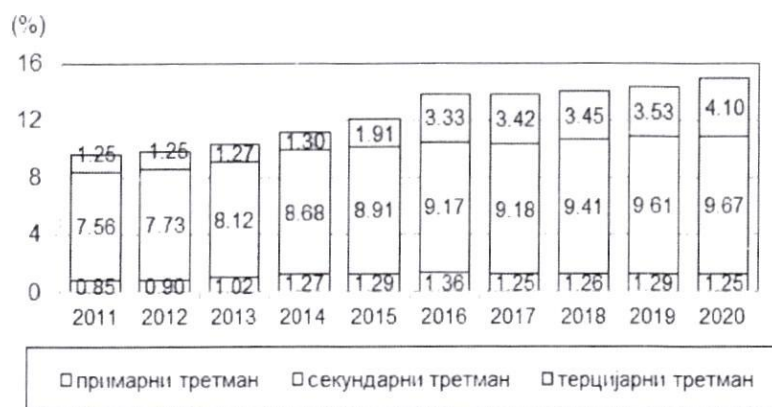 (%)
16
3.33 3.42 3.45 3.53 4.10
12
1.25 1.25 1.27 1.30 1.91
8
7.56 7.73 8.12 8.68 8.91 9.17 9.18 9.41 9.61 9.67
4
0.85 0.90 1.02 1.27 1.29 1.36 1.25 1.26 1.29 1.25
0
2011 2012 2013 2014 2015 2016 2017 2018 2019 2020
примарни третман секундарни третман терцијарни третман